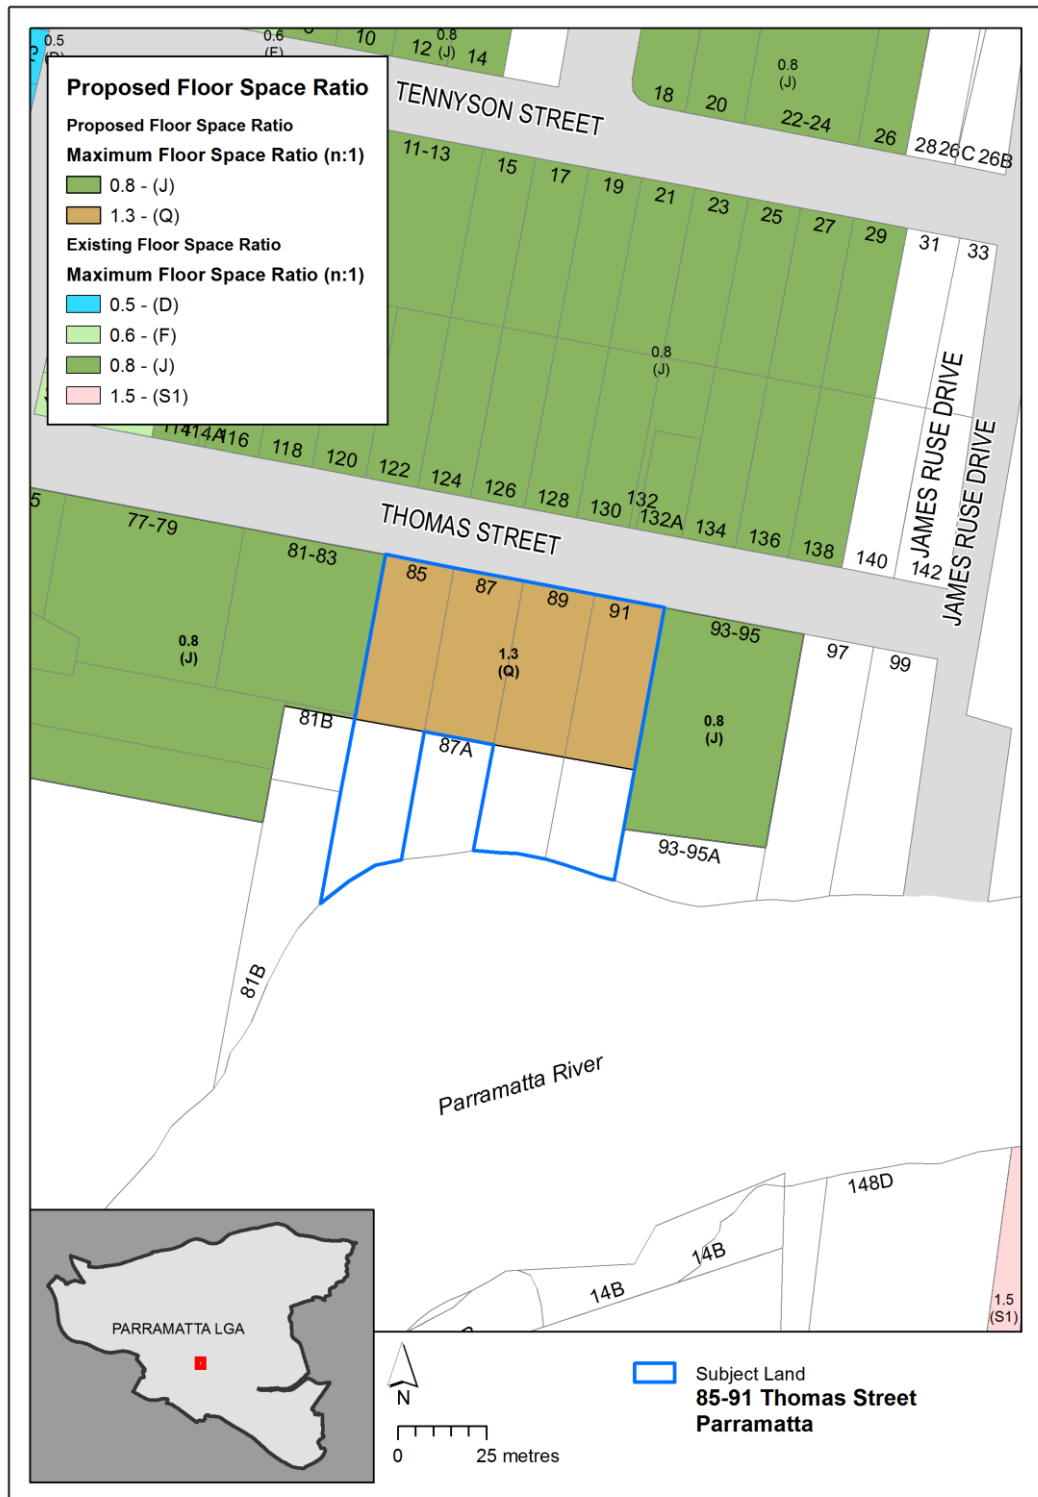 0.5
0.6
(F)
10
12
0.8
(J)
14
0.8
(J)
18
20
22-24
26
28
26C
26B
TENNYSON STREET
Proposed Floor Space Ratio
Proposed Floor Space Ratio
Maximum Floor Space Ratio (n:1)
0.8 - (J)
1.3 - (Q)
Existing Floor Space Ratio
Maximum Floor Space Ratio (n:1)
0.5 - (D)
0.6 - (F)
0.8 - (J)
1.5 - (S1)
11-13
15
17
19
21
23
25
27
29
31
33
0.8
(J)
JAMES RUSE DRIVE
JAMES RUSE DRIVE
114A
116
118
120
122
124
126
128
130
132
132A
134
136
138
140
142
THOMAS STREET
77-79
81-83
85
87
89
91
93-95
97
99
0.8
(J)
1.3
(Q)
0.8
(J)
81B
87A
93-95A
81B
Parramatta River
148D
14B
14B
1.5
(S1)
PARRAMATTA LGA
N
0 25 metres
Subject Land
85-91 Thomas Street
Parramatta